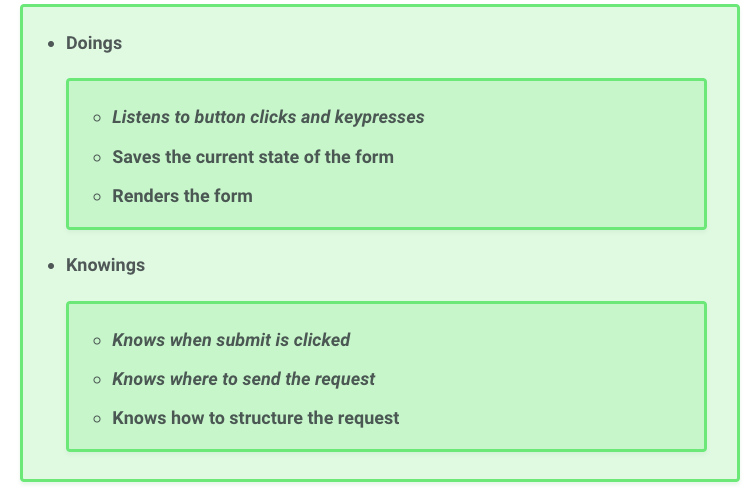 Doings
Listens to button clicks and keypresses
Saves the current state of the form
Renders the form
Knowings
Knows when submit is clicked
Knows where to send the request
Knows how to structure the request